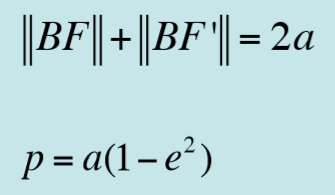 ‖BF‖ + ‖BF'‖ = 2a
p = a(1 – e²)